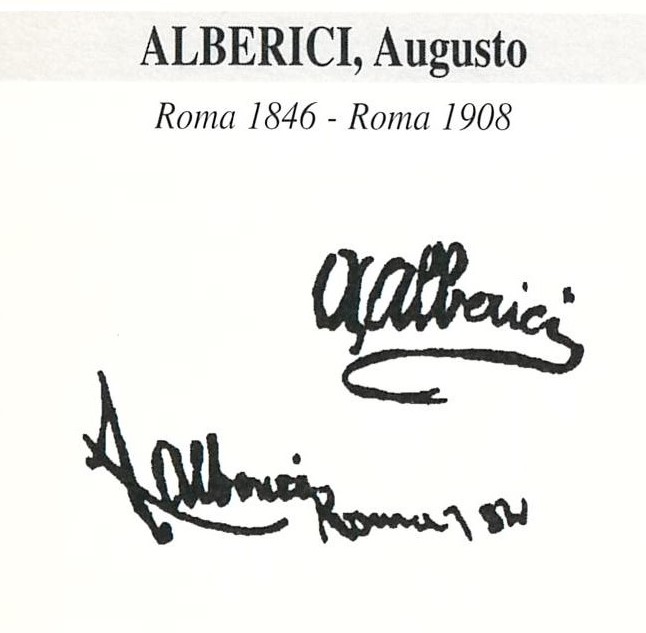 ALBERICI, Augusto
Roma 1846 - Roma 1908
A, Alberici
A Alberici Roma